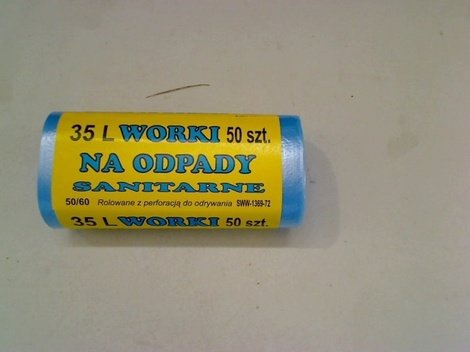 35 L WORKI 50 szt.
NA ODPADY
SANITARNE
50/60 Rolowane z perforacją do odrywania SWW-1369-72
35 L WORKI 50 szt.